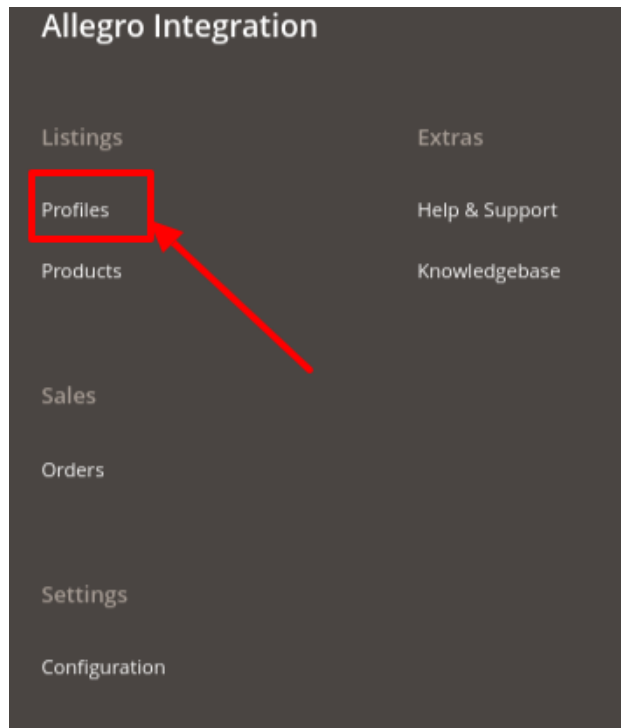 Allegro Integration
Listings
Profiles
Products
Sales
Orders
Settings
Configuration
Extras
Help & Support
Knowledgebase